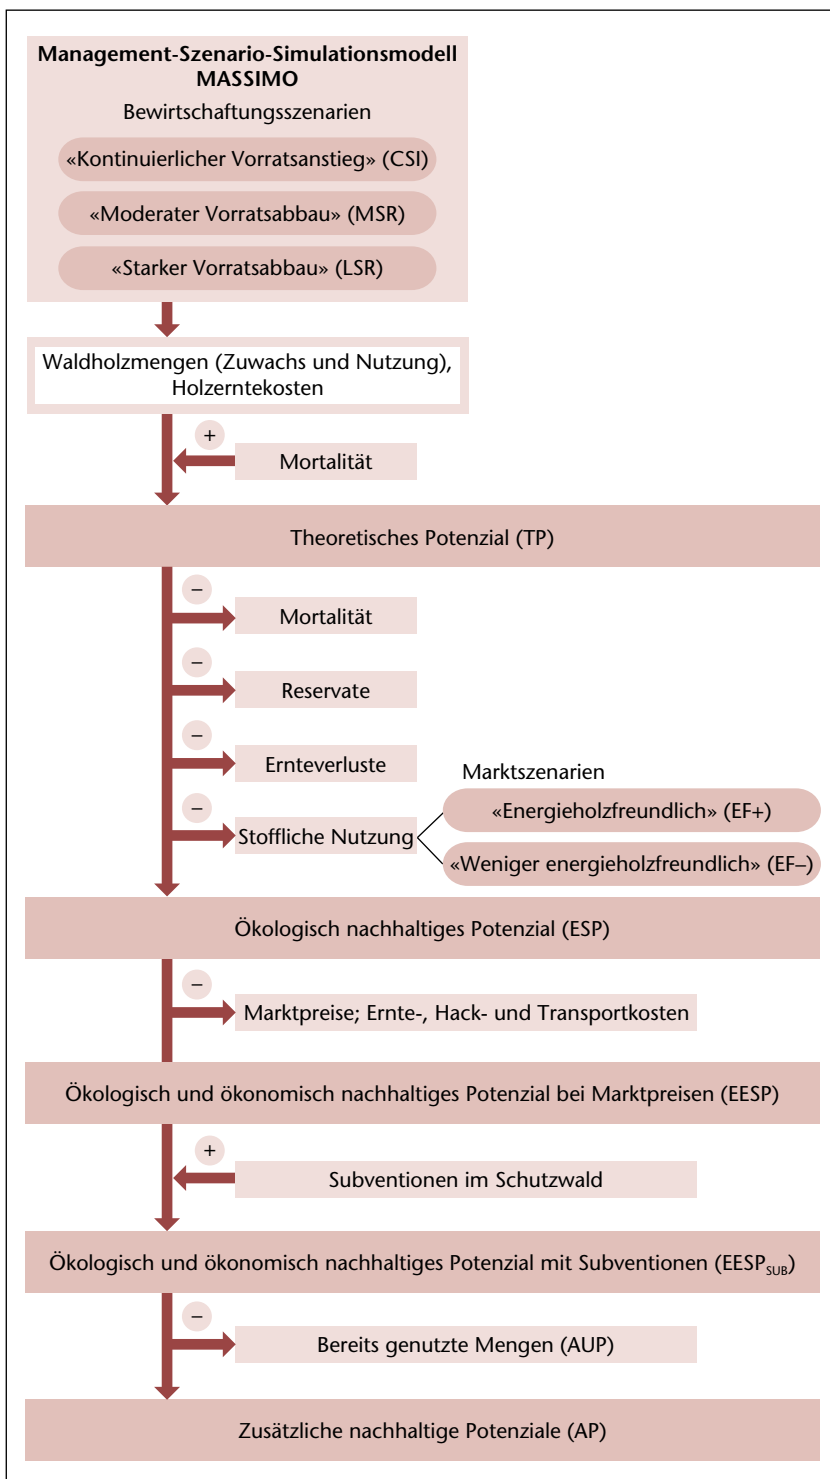 Management-Szenario-Simulationsmodell
MASSIMO
Bewirtschaftungsszenarien
«Kontinuierlicher Vorratsanstieg» (CSI)
«Moderater Vorratsabbau» (MSR)
«Starker Vorratsabbau» (LSR)
Waldholzmengen (Zuwachs und Nutzung),
Holzerntekosten
+
Mortalität
Theoretisches Potenzial (TP)
–
Mortalität
–
Reservate
–
Ernteverluste
Marktszenarien
«Energieholzfreundlich» (EF+)
–
Stoffliche Nutzung
«Weniger energieholzfreundlich» (EF–)
Ökologisch nachhaltiges Potenzial (ESP)
–
Marktpreise; Ernte-, Hack- und Transportkosten
Ökologisch und ökonomisch nachhaltiges Potenzial bei Marktpreisen (EESP)
+
Subventionen im Schutzwald
Ökologisch und ökonomisch nachhaltiges Potenzial mit Subventionen (EESP SUB)
–
Bereits genutzte Mengen (AUP)
Zusätzliche nachhaltige Potenziale (AP)